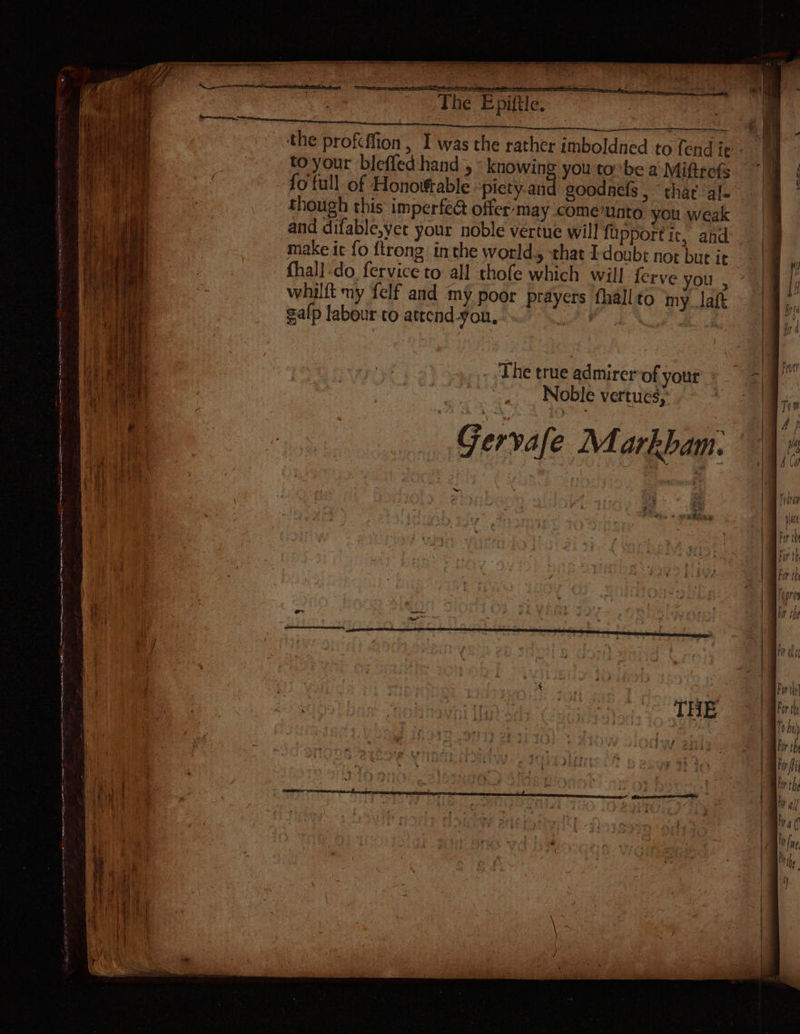 The Epiſtle.
the profeſſion, I was the rather imboldned to ſend it
to your bleſſed hand, knowing you to be a Miſtreſs
ſo full of Honourable piety and goodneſs, that al-
though this imperfect offer may come unto you weak
and diſable, yet your noble vertue will ſupport it, and
make it ſo ſtrong in the world, that I doubt not but it
ſhall do ſervice to all thoſe which will ſerve you,
whilſt my ſelf and my poor prayers ſhall to my laſt
gaſp labour to attend you.
The true admirer of your
Noble vertues,
Gervaſe Markham.
THE